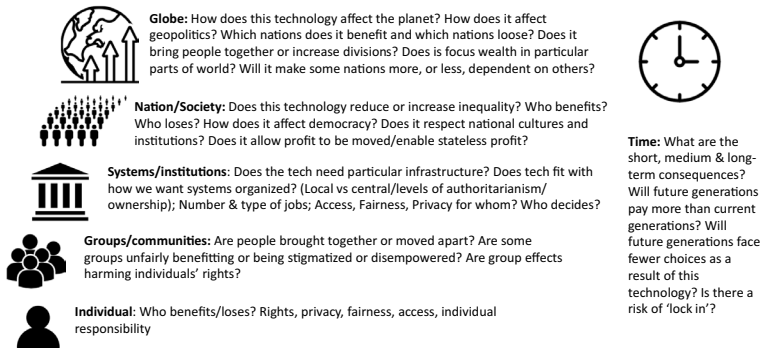 Globe: How does this technology affect the planet? How does it affect
geopolitics? Which nations does it benefit and which nations loose? Does it
bring people together or increase divisions? Does is focus wealth in particular
parts of world? Will it make some nations more, or less, dependent on others?
Nation/Society: Does this technology reduce or increase inequality? Who benefits?
Who loses? How does it affect democracy? Does it respect national cultures and
institutions? Does it allow profit to be moved/enable stateless profit?
Systems/institutions: Does the tech need particular infrastructure? Does tech fit with
how we want systems organized? (Local vs central/levels of authoritarianism/
ownership); Number & type of jobs; Access, Fairness, Privacy for whom? Who decides?
Groups/communities: Are people brought together or moved apart? Are some
groups unfairly benefitting or being stigmatized or disempowered? Are group effects
harming individuals’ rights?
Individual: Who benefits/loses? Rights, privacy, fairness, access, individual
responsibility
Time: What are the
short, medium & long-
term consequences?
Will future generations
pay more than current
generations? Will
future generations face
fewer choices as a
result of this
technology? Is there a
risk of ‘lock in’?